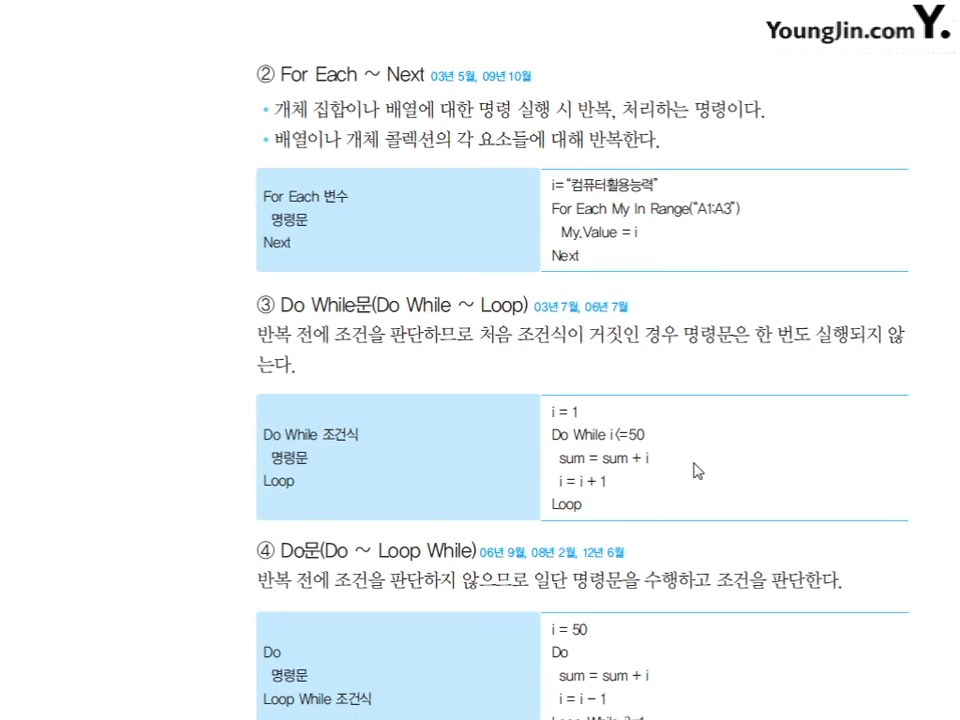 YoungJin.com Y.
② For Each ~ Next 03년 5월, 09년 10월
• 개체 집합이나 배열에 대한 명령 실행 시 반복, 처리하는 명령이다.
• 배열이나 개체 콜렉션의 각 요소들에 대해 반복한다.
For Each 변수
명령문
Next
i="컴퓨터활용능력"
For Each My In Range("A1:A3")
My.Value = i
Next
③ Do While문(Do While ~ Loop) 03년 7월, 06년 7월
반복 전에 조건을 판단하므로 처음 조건식이 거짓인 경우 명령문은 한 번도 실행되지 않
는다.
Do While 조건식
명령문
Loop
i = 1
Do While i<=50
sum = sum + i
i = i + 1
Loop
④ Do문(Do ~ Loop While) 06년 9월, 08년 2월, 12년 6월
반복 전에 조건을 판단하지 않으므로 일단 명령문을 수행하고 조건을 판단한다.
Do
명령문
Loop While 조건식
i = 50
Do
sum = sum + i
i = i - 1